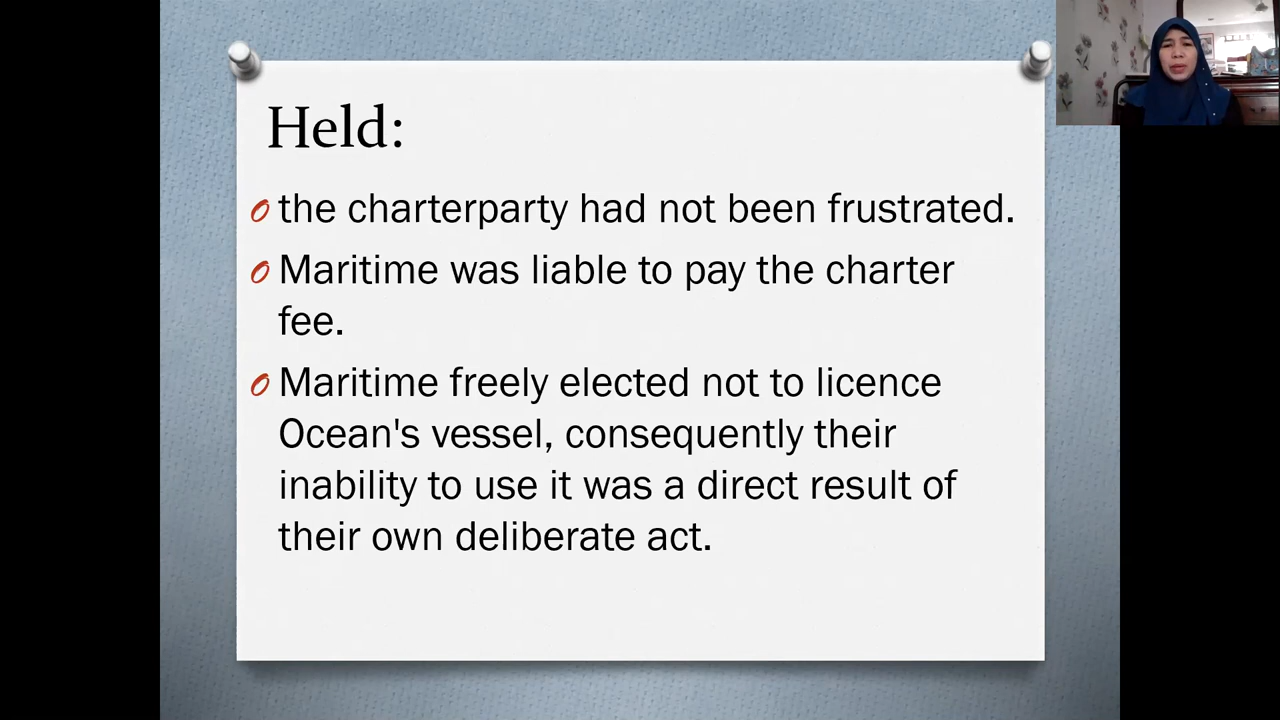 Held:
the charterparty had not been frustrated.
Maritime was liable to pay the charter
fee.
Maritime freely elected not to licence
Ocean's vessel, consequently their
inability to use it was a direct result of
their own deliberate act.